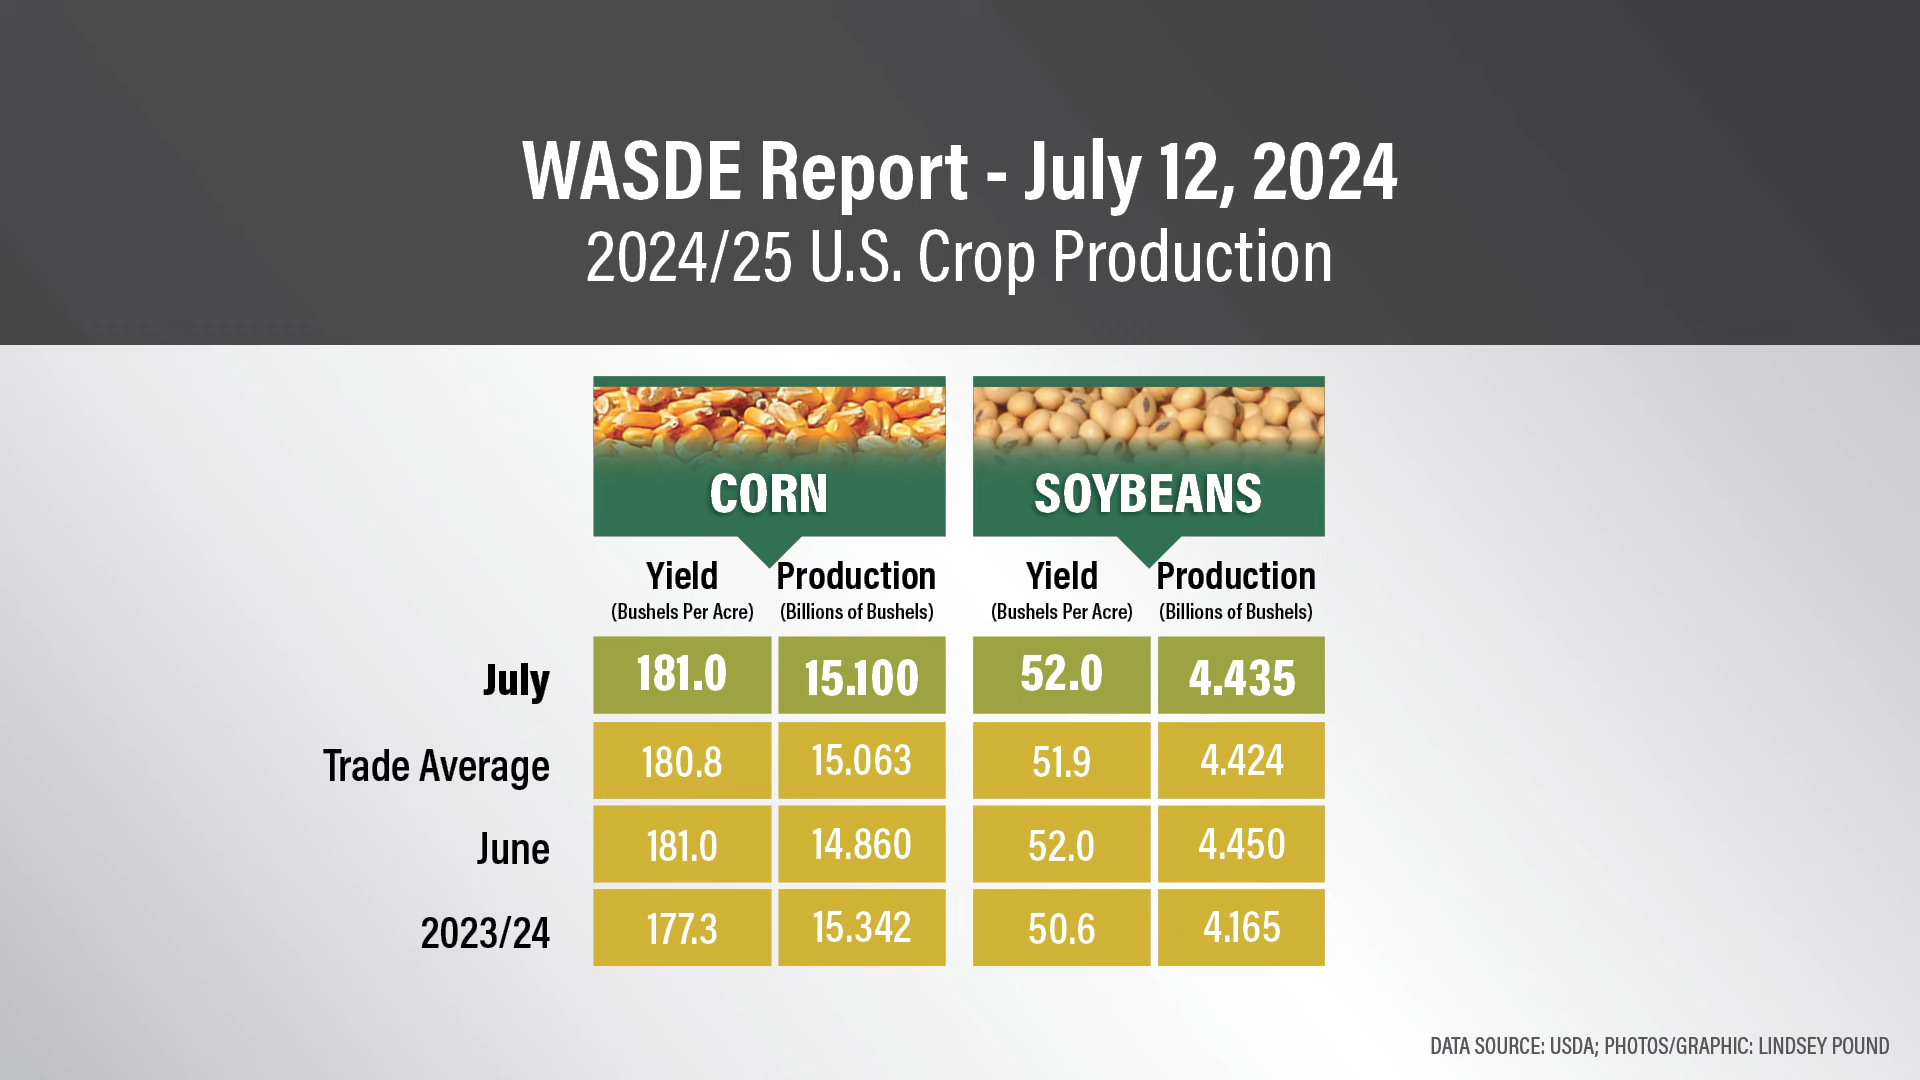 WASDE Report - July 12, 2024
2024/25 U.S. Crop Production
CORN SOYBEANS
Yield Production Yield Production
(Bushels Per Acre) (Billions of Bushels) (Bushels Per Acre) (Billions of Bushels)
July 181.0 15.100 52.0 4.435
Trade Average 180.8 15.063 51.9 4.424
June 181.0 14.860 52.0 4.450
2023/24 177.3 15.342 50.6 4.165
DATA SOURCE: USDA; PHOTOS/GRAPHIC: LINDSEY POUND